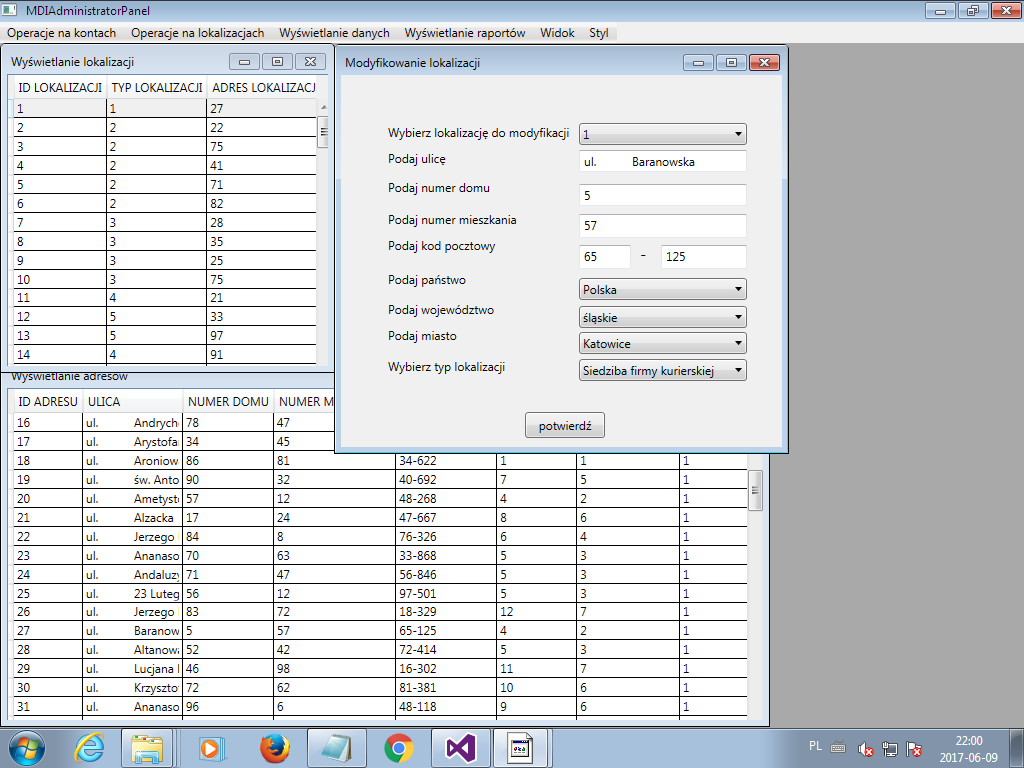 MDIAdministratorPanel
Operacje na kontach Operacje na lokalizacjach Wyświetlanie danych Wyświetlanie raportów Widok Styl
Wyświetlanie lokalizacji
ID LOKALIZACJI TYP LOKALIZACJI ADRES LOKALIZACJ
1 1 27
2 2 22
3 2 75
4 2 41
5 2 71
6 2 82
7 3 28
8 3 35
9 3 25
10 3 75
11 4 21
12 5 33
13 5 97
14 4 91
Modyfikowanie lokalizacji
Wybierz lokalizację do modyfikacji 1
Podaj ulicę ul. Baranowska
Podaj numer domu 5
Podaj numer mieszkania 57
Podaj kod pocztowy 65 - 125
Podaj państwo Polska
Podaj województwo śląskie
Podaj miasto Katowice
Wybierz typ lokalizacji Siedziba firmy kurierskiej
potwierdź
Wyświetlanie adresów
ID ADRESU ULICA NUMER DOMU NUMER M
16 ul. Andrych 78 47
17 ul. Arystofa 34 45
18 ul. Aroniow 86 81 34-622 1 1 1
19 ul. św. Anto 90 32 40-692 7 5 1
20 ul. Ametyst 57 12 48-268 4 2 1
21 ul. Alzacka 17 24 47-667 8 6 1
22 ul. Jerzego 84 8 76-326 6 4 1
23 ul. Ananaso 70 63 33-868 5 3 1
24 ul. Andaluzy 71 47 56-846 5 3 1
25 ul. 23 Luteg 56 12 97-501 5 3 1
26 ul. Jerzego 83 72 18-329 12 7 1
27 ul. Baranow 5 57 65-125 4 2 1
28 ul. Altanowa 52 42 72-414 5 3 1
29 ul. Lucjana 46 98 16-302 11 7 1
30 ul. Krzyszto 72 62 81-381 10 6 1
31 ul. Ananaso 96 6 48-118 9 6 1
PL
22:00
2017-06-09